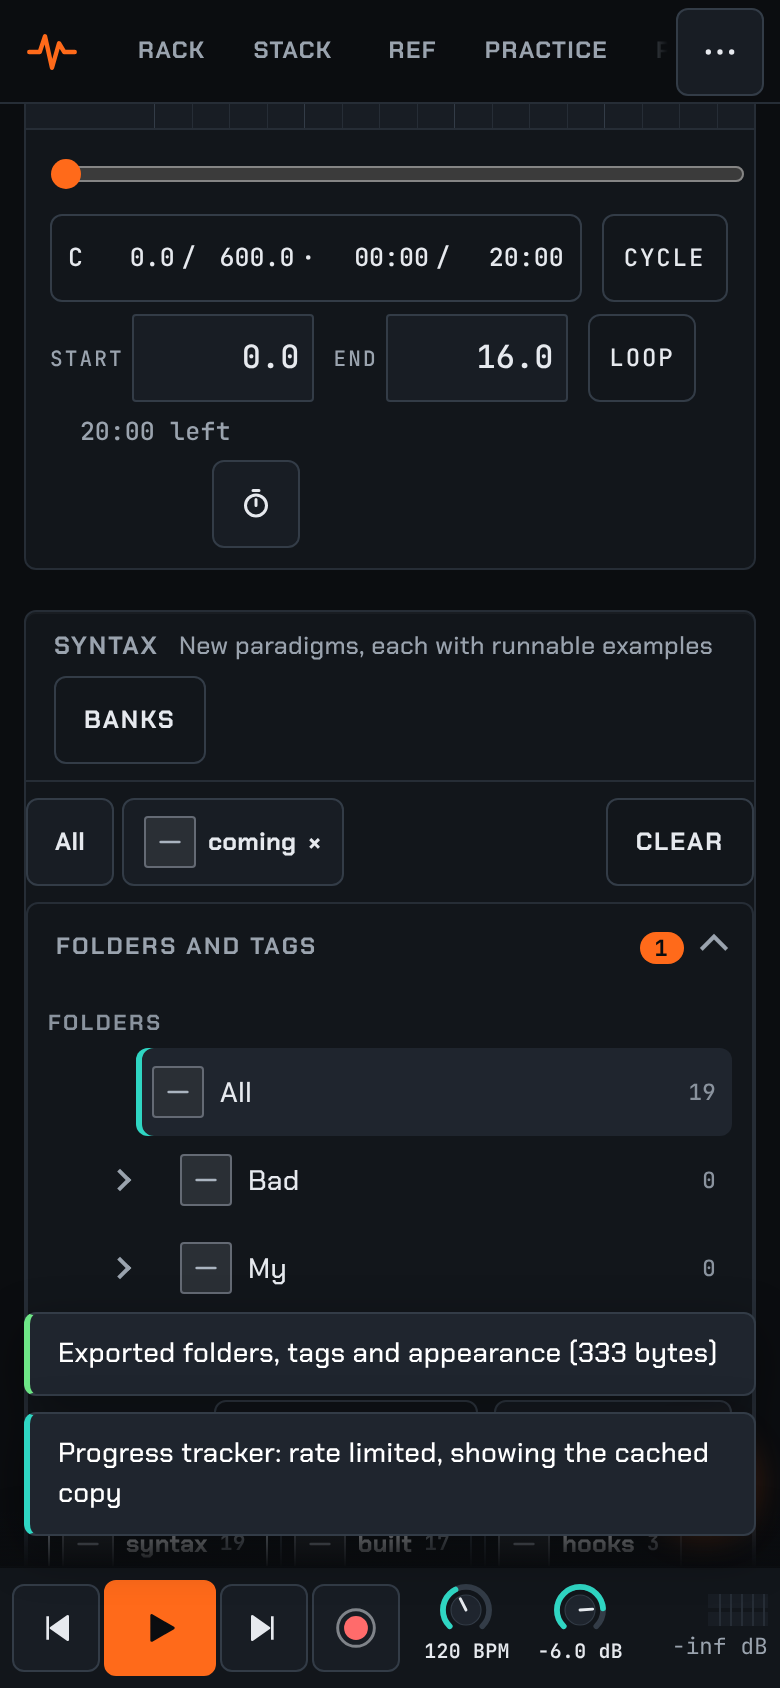 RACK STACK REF PRACTICE
C 0.0 / 600.0 · 00:00 / 20:00 CYCLE
START 0.0 END 16.0 LOOP
20:00 left
SYNTAX New paradigms, each with runnable examples
BANKS
All — coming × CLEAR
FOLDERS AND TAGS 1
FOLDERS
— All 19
— Bad 0
— My 0
Exported folders, tags and appearance (333 bytes)
Progress tracker: rate limited, showing the cached
copy
— syntax 19 — built 17 — hooks 3
120 BPM -6.0 dB -inf dB